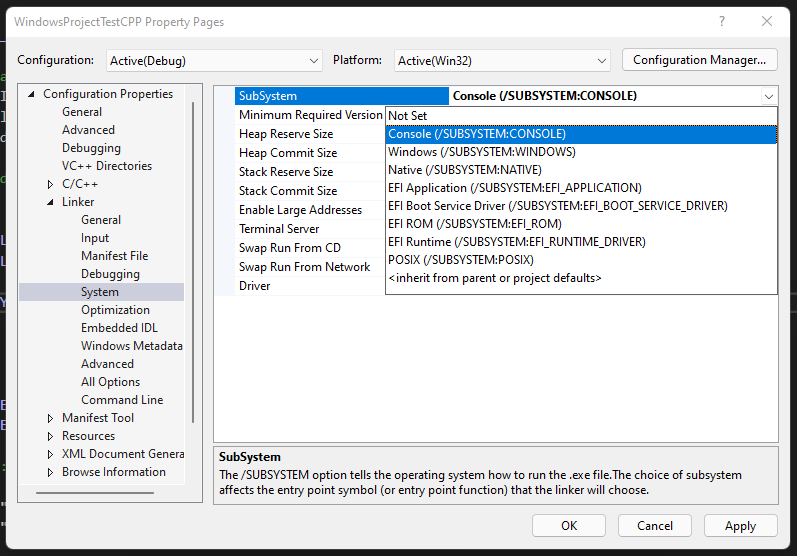 WindowsProjectTestCPP Property Pages
Configuration: Active(Debug) Platform: Active(Win32) Configuration Manager...
Configuration Properties
General
Advanced
Debugging
VC++ Directories
C/C++
Linker
General
Input
Manifest File
Debugging
System
Optimization
Embedded IDL
Windows Metadata
Advanced
All Options
Command Line
Manifest Tool
Resources
XML Document Genera
Browse Information
SubSystem Console (/SUBSYSTEM:CONSOLE)
Minimum Required Version
Heap Reserve Size
Heap Commit Size
Stack Reserve Size
Stack Commit Size
Enable Large Addresses
Terminal Server
Swap Run From CD
Swap Run From Network
Driver
Not Set
Console (/SUBSYSTEM:CONSOLE)
Windows (/SUBSYSTEM:WINDOWS)
Native (/SUBSYSTEM:NATIVE)
EFI Application (/SUBSYSTEM:EFI_APPLICATION)
EFI Boot Service Driver (/SUBSYSTEM:EFI_BOOT_SERVICE_DRIVER)
EFI ROM (/SUBSYSTEM:EFI_ROM)
EFI Runtime (/SUBSYSTEM:EFI_RUNTIME_DRIVER)
POSIX (/SUBSYSTEM:POSIX)
<inherit from parent or project defaults>
SubSystem
The /SUBSYSTEM option tells the operating system how to run the .exe file.The choice of subsystem
affects the entry point symbol (or entry point function) that the linker will choose.
OK Cancel Apply